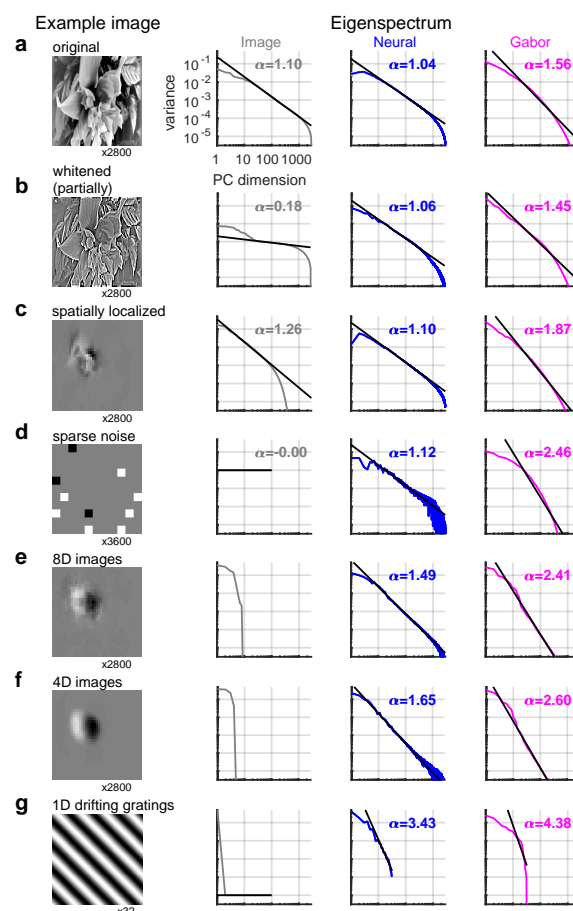 Example image
Eigenspectrum
a
original
Image
Neural
Gabor
variance
10⁻¹
10⁻²
10⁻³
10⁻⁴
10⁻⁵
α=1.10
α=1.04
α=1.56
x2800
1 10 100 1000
PC dimension
b
whitened
(partially)
α=0.18
α=1.06
α=1.45
x2800
c
spatially localized
α=1.26
α=1.10
α=1.87
x2800
d
sparse noise
α=-0.00
α=1.12
α=2.46
x3600
e
8D images
α=1.49
α=2.41
x2800
f
4D images
α=1.65
α=2.60
x2800
g
1D drifting gratings
α=3.43
α=4.38